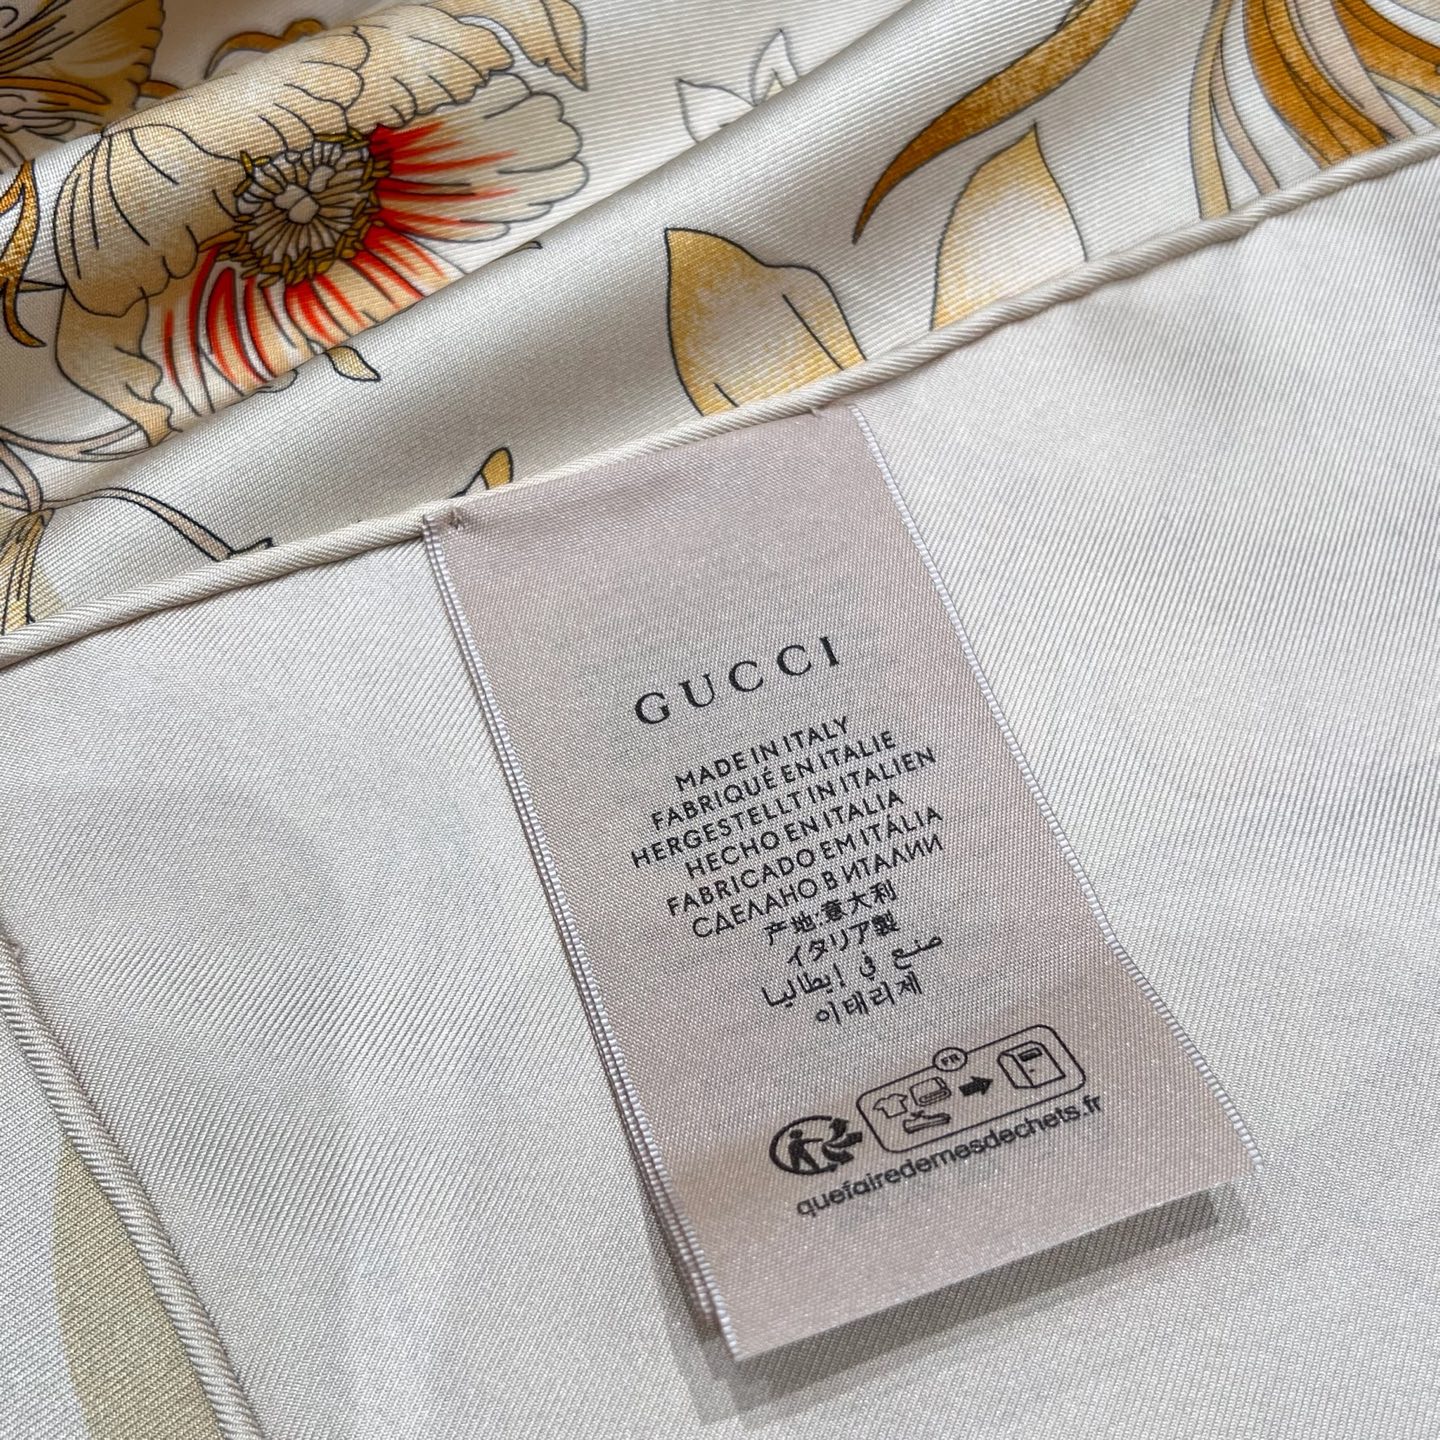 GUCCI
MADE IN ITALY
FABRIQUÉ EN ITALIE
HERGESTELLT IN ITALIEN
HECHO EN ITALIA
FABRICADO EM ITÁLIA
СДЕЛАНО В ИТАЛИИ
产地:意大利
イタリア製
صنع في إيطاليا
이태리제
FR
quefairedemesdechets.fr